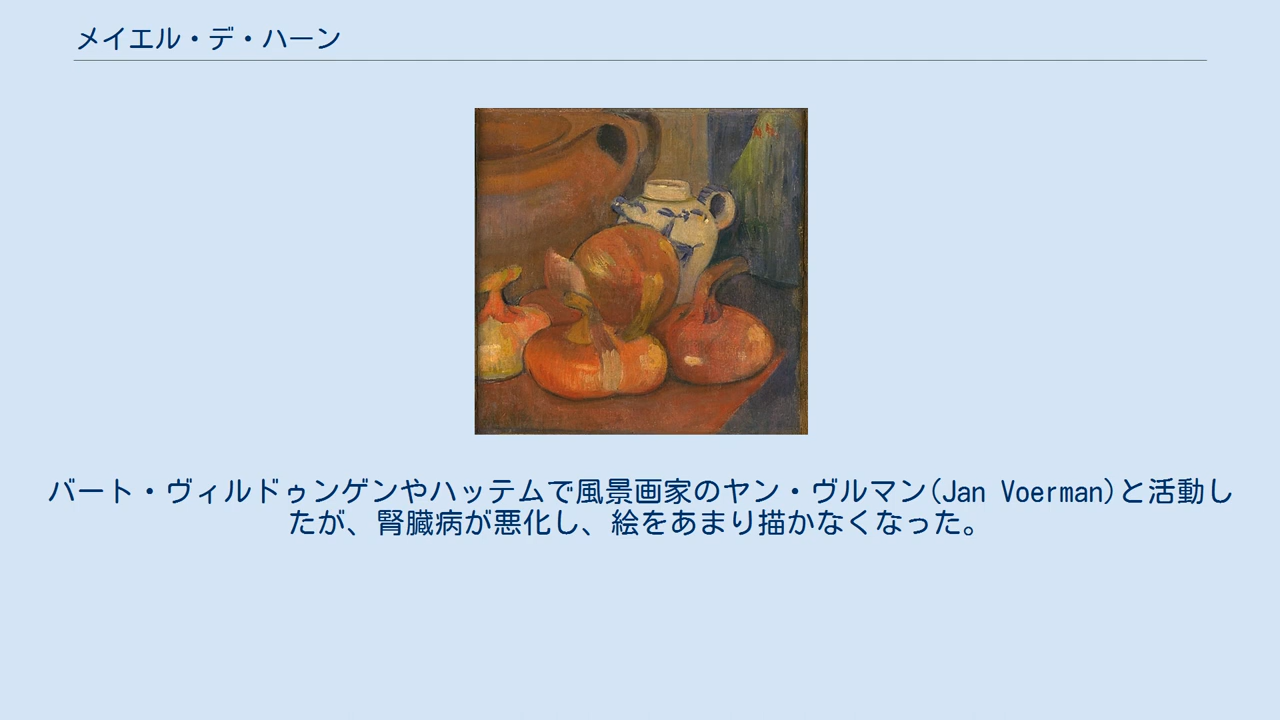 メイエル・デ・ハーン
バート・ヴィルドゥンゲンやハッテムで風景画家のヤン・ヴルマン(Jan Voerman)と活動し
たが、腎臓病が悪化し、絵をあまり描かなくなった。